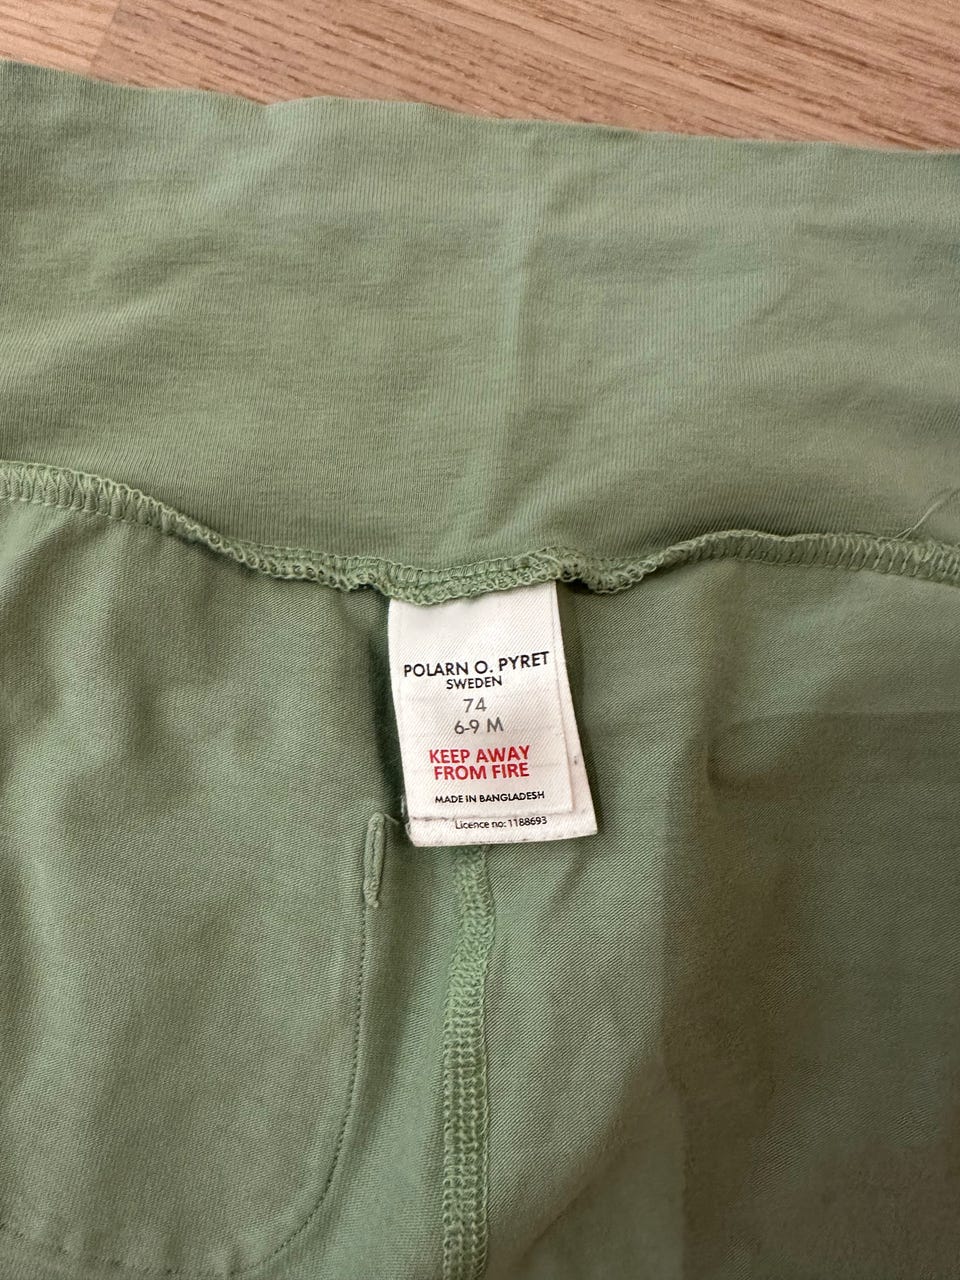 POLARN O. PYRET
SWEDEN
74
6-9 M
KEEP AWAY
FROM FIRE
MADE IN BANGLADESH
Licence no: 1188693